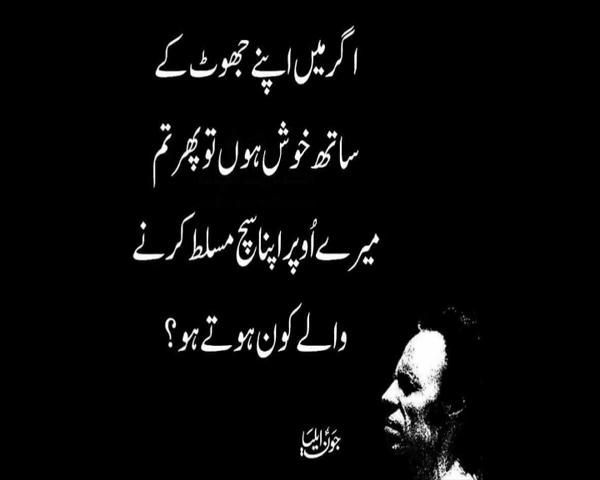 اگر میں اپنے جھوٹ کے
ساتھ خوش ہوں تو پھر تم
میرے اُوپر اپنا سچ مسلط کرنے
والے کون ہوتے ہو؟
جونؔ ایلیا